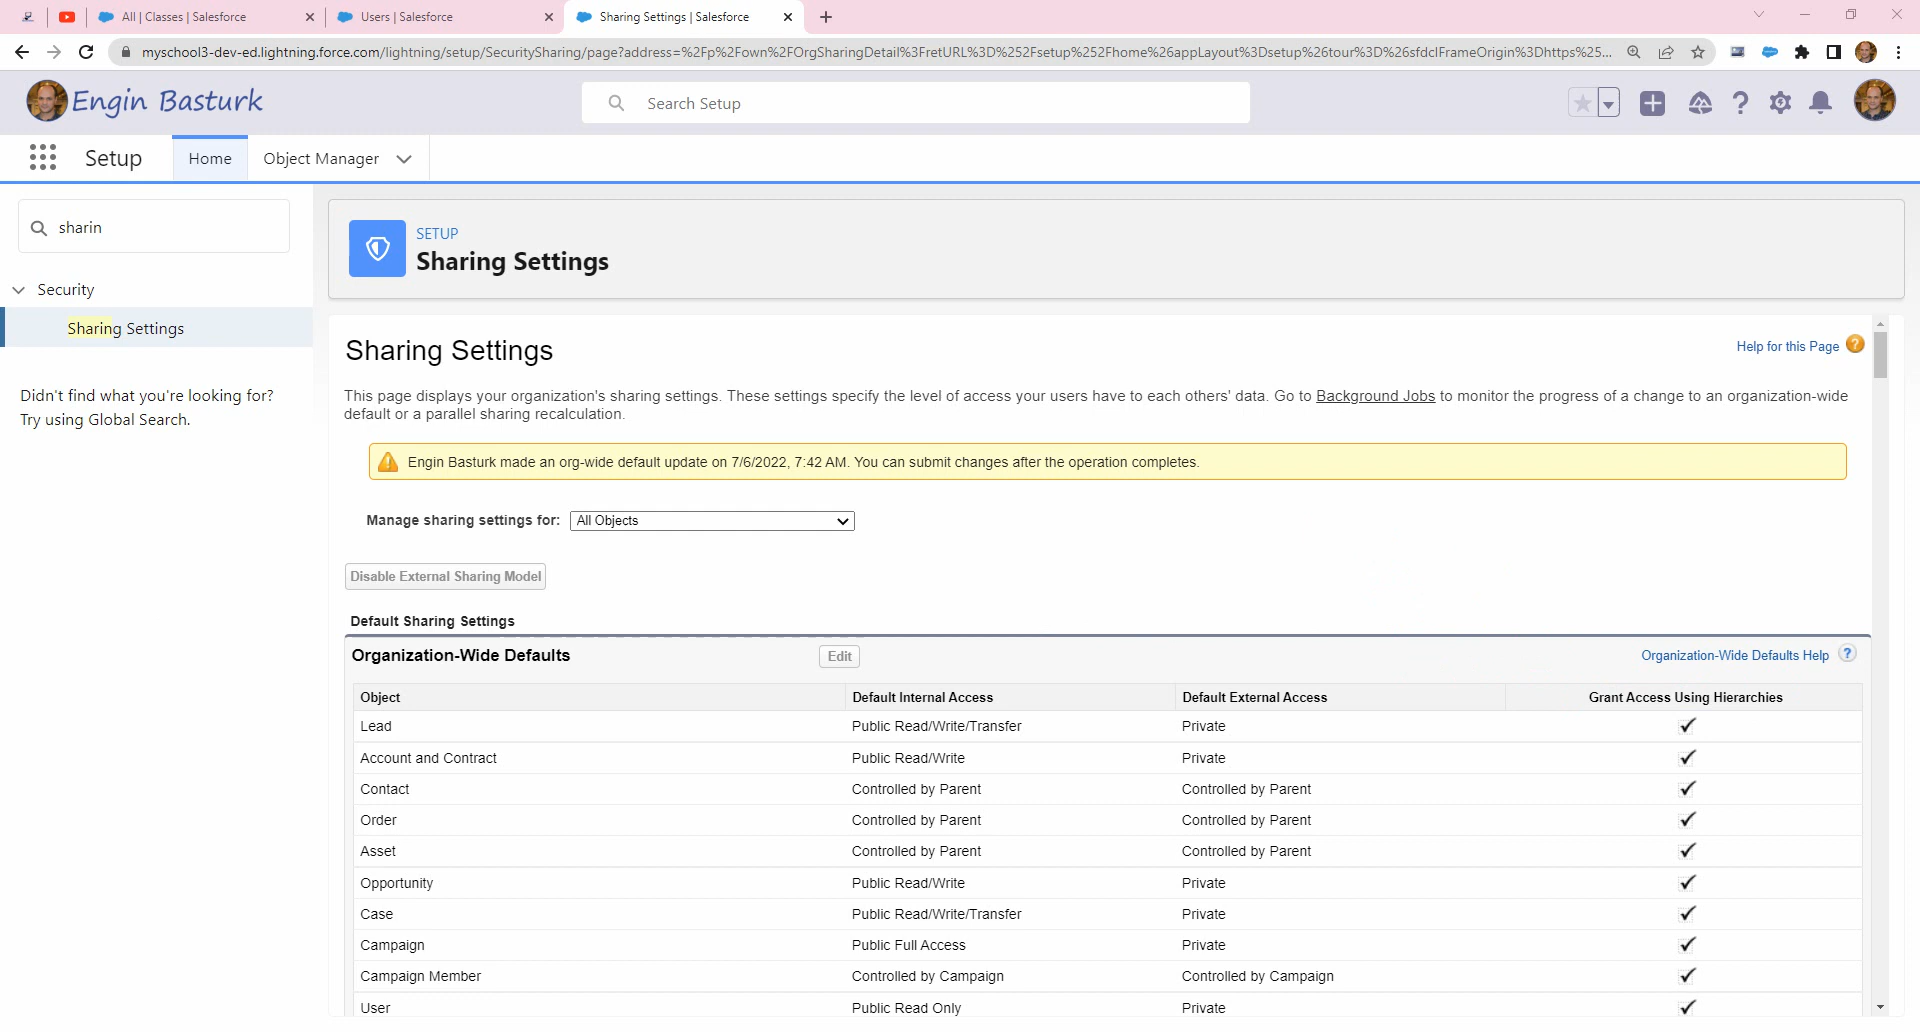 All | Classes | Salesforce
Users | Salesforce
Sharing Settings | Salesforce
myschool3-dev-ed.lightning.force.com/lightning/setup/SecuritySharing/page?address=%2Fp%2Fown%2FOrgSharingDetail%3FretURL%3D%252Fsetup%252Fhome%26appLayout%3Dsetup%26tour%3D%26sfdcIFrameOrigin%3Dhttps%25...
Engin Basturk
Search Setup
Setup
Home
Object Manager
sharin
Security
Sharing Settings
Didn't find what you're looking for?
Try using Global Search.
SETUP
Sharing Settings
Sharing Settings
Help for this Page
This page displays your organization's sharing settings. These settings specify the level of access your users have to each others' data. Go to Background Jobs to monitor the progress of a change to an organization-wide
default or a parallel sharing recalculation.
Engin Basturk made an org-wide default update on 7/6/2022, 7:42 AM. You can submit changes after the operation completes.
Manage sharing settings for: All Objects
Disable External Sharing Model
Default Sharing Settings
Organization-Wide Defaults Edit Organization-Wide Defaults Help ?
Object Default Internal Access Default External Access Grant Access Using Hierarchies
Lead Public Read/Write/Transfer Private
Account and Contract Public Read/Write Private
Contact Controlled by Parent Controlled by Parent
Order Controlled by Parent Controlled by Parent
Asset Controlled by Parent Controlled by Parent
Opportunity Public Read/Write Private
Case Public Read/Write/Transfer Private
Campaign Public Full Access Private
Campaign Member Controlled by Campaign Controlled by Campaign
User Public Read Only Private